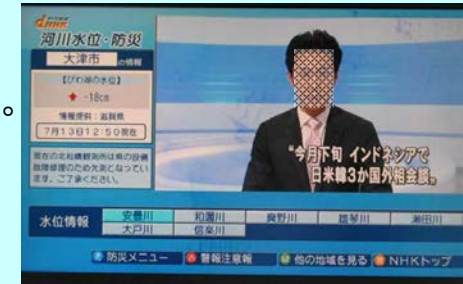 河川水位・防災
大津市 の情報
【びわ湖の水位】
-18cm
情報提供：滋賀県
7月13日12:50現在
現在の北松橋観測所は県の設備
故障修理のため欠測となってい
ます。ご了承ください。
“今月下旬 インドネシアで
日米韓3か国外相会談”
水位情報
安曇川 和邇川 真野川 雄琴川 瀬田川
大戸川 信楽川
防災メニュー 警報注意報 他の地域を見る NHKトップ